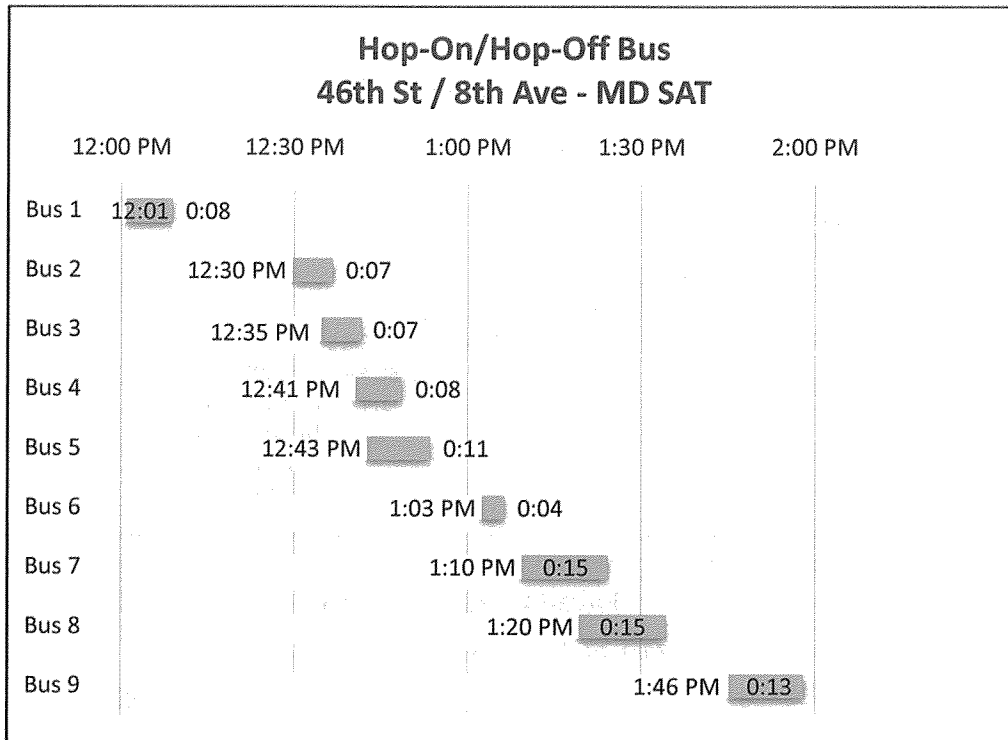 Hop-On/Hop-Off Bus
46th St / 8th Ave - MD SAT
12:00 PM 12:30 PM 1:00 PM 1:30 PM 2:00 PM
Bus 1 12:01 0:08
Bus 2 12:30 PM 0:07
Bus 3 12:35 PM 0:07
Bus 4 12:41 PM 0:08
Bus 5 12:43 PM 0:11
Bus 6 1:03 PM 0:04
Bus 7 1:10 PM 0:15
Bus 8 1:20 PM 0:15
Bus 9 1:46 PM 0:13